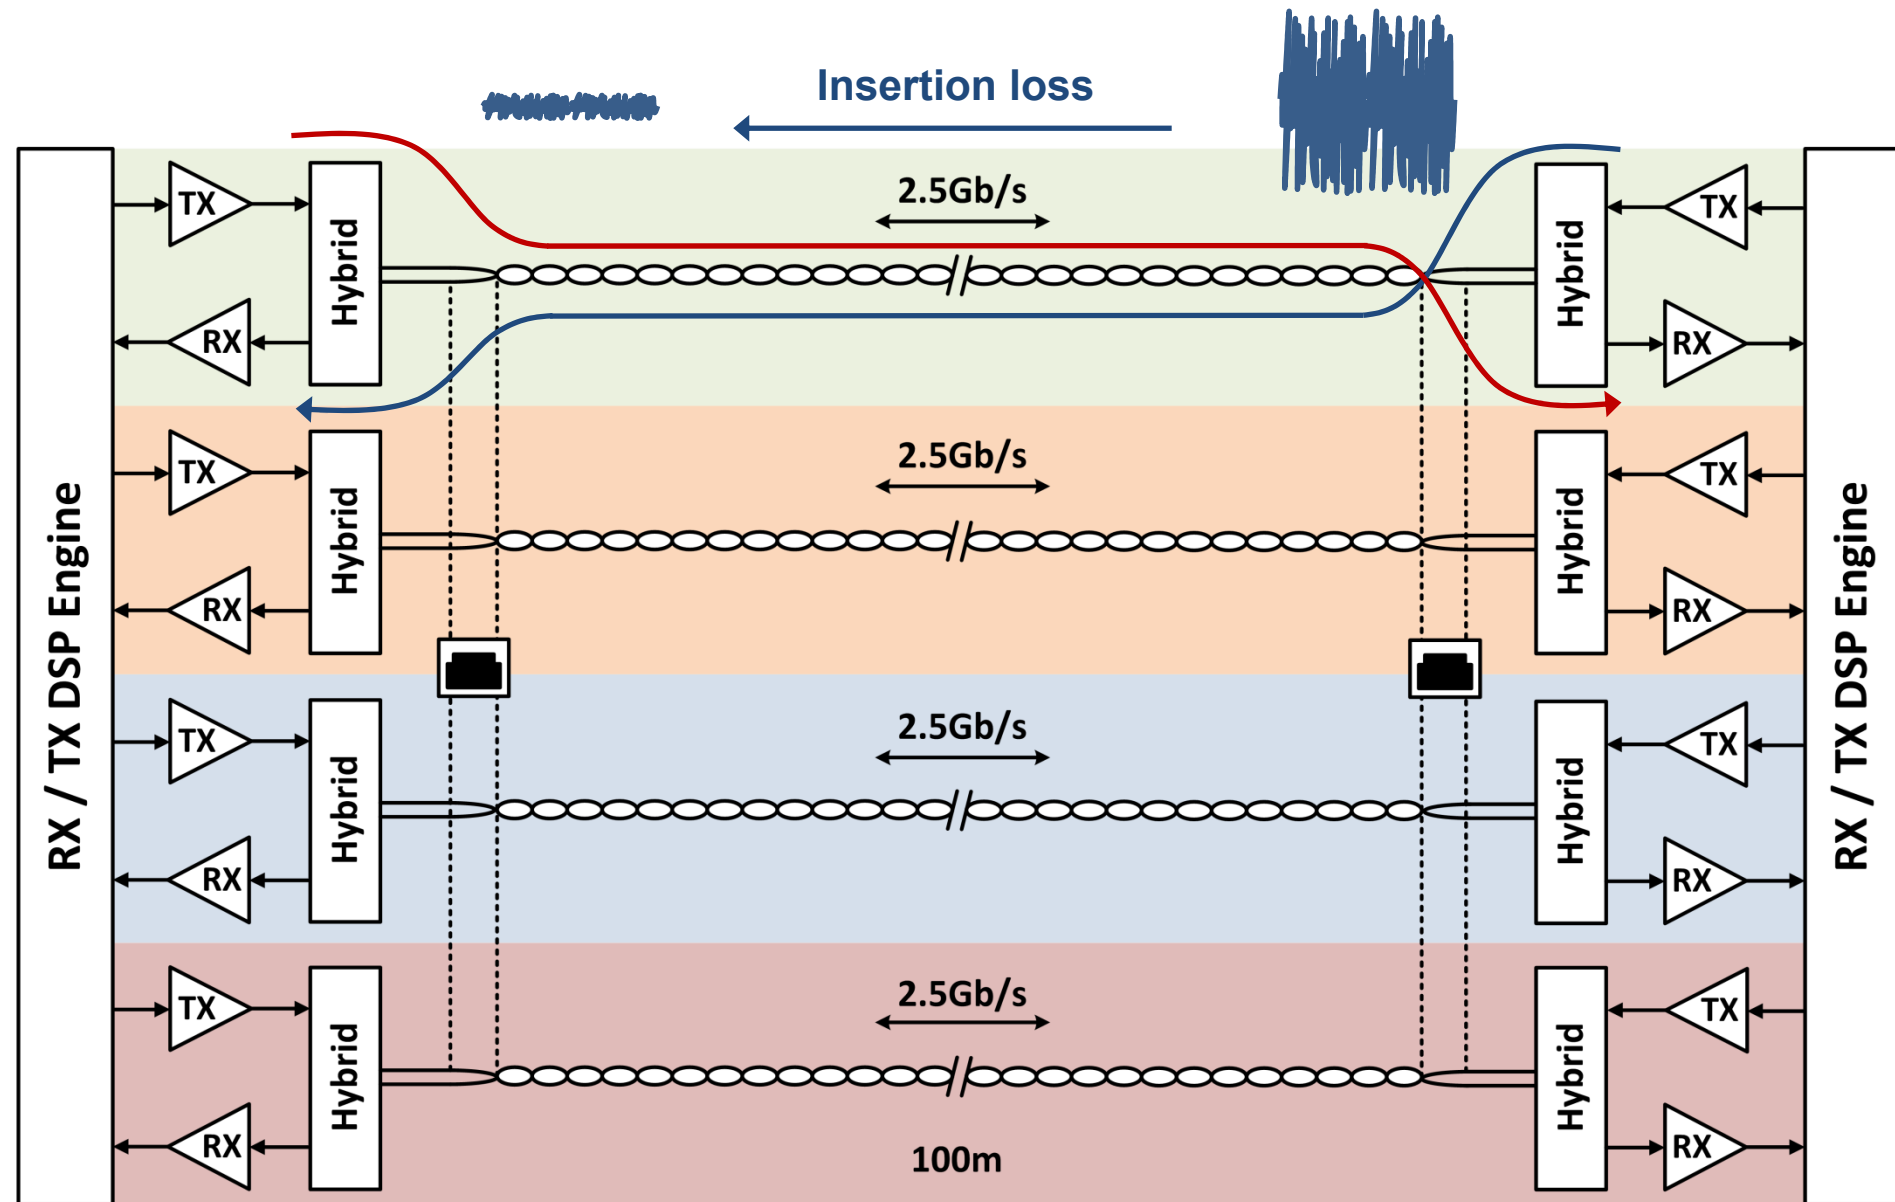 Insertion loss
RX / TX DSP Engine
TX
Hybrid
RX
2.5Gb/s
Hybrid
TX
RX
TX
Hybrid
RX
2.5Gb/s
Hybrid
TX
RX
TX
Hybrid
RX
2.5Gb/s
Hybrid
TX
RX
TX
Hybrid
RX
2.5Gb/s
100m
Hybrid
TX
RX
RX / TX DSP Engine